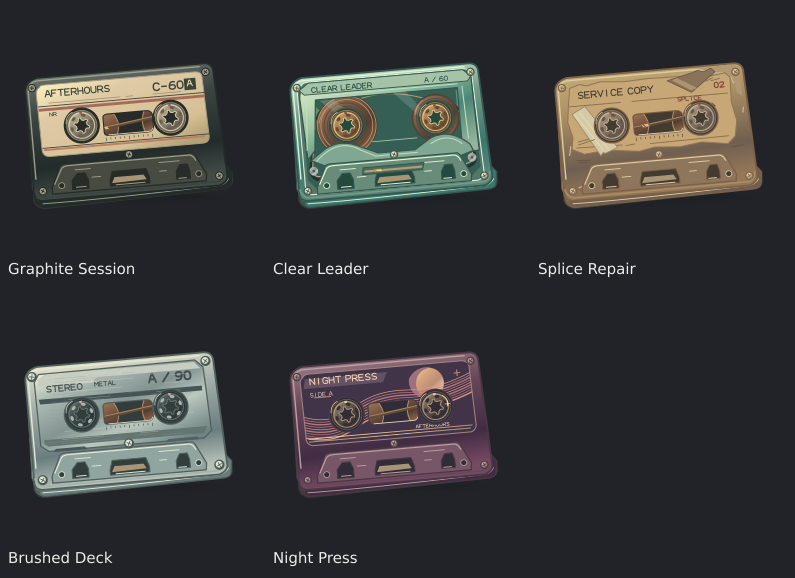 AFTERHOURS C-60 A
NR
CLEAR LEADER A / 60
SERVICE COPY 02
SPLICE
Graphite Session
Clear Leader
Splice Repair
STEREO METAL A / 90
NIGHT PRESS
SIDE A
AFTERHOURS
Brushed Deck
Night Press